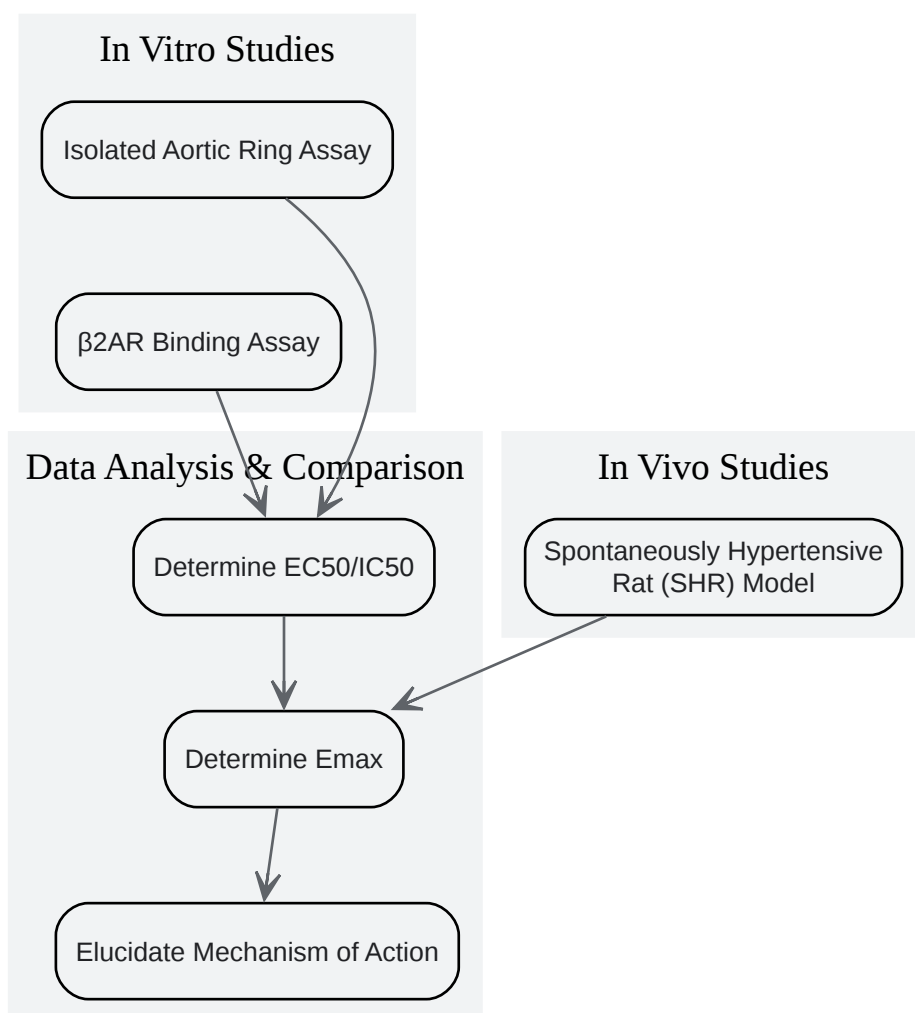 In Vitro Studies
Isolated Aortic Ring Assay
β2AR Binding Assay
Data Analysis & Comparison
Determine EC50/IC50
Determine Emax
Elucidate Mechanism of Action
In Vivo Studies
Spontaneously Hypertensive
Rat (SHR) Model